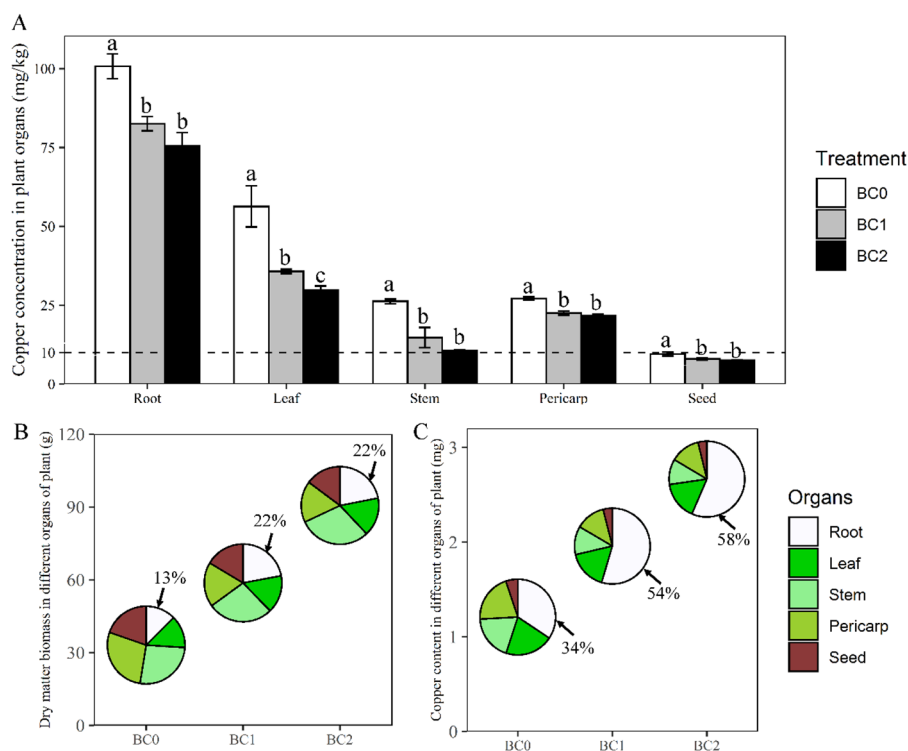 A
Copper concentration in plant organs (mg/kg)
100
75
50
25
10
0
a
b
b
a
b
c
a
b
b
a
b
b
a
b
b
Root
Leaf
Stem
Pericarp
Seed
Treatment
BC0
BC1
BC2
B
Dry matter biomass in different organs of plant (g)
120
90
60
30
0
13%
22%
22%
BC0
BC1
BC2
C
Copper content in different organs of plant (mg)
3
2
1
0
34%
54%
58%
BC0
BC1
BC2
Organs
Root
Leaf
Stem
Pericarp
Seed